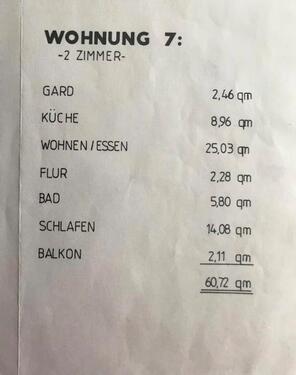 WOHNUNG 7:
-2 ZIMMER-
GARD 2,46 qm
KÜCHE 8,96 qm
WOHNEN/ESSEN 25,03 qm
FLUR 2,28 qm
BAD 5,80 qm
SCHLAFEN 14,08 qm
BALKON 2,11 qm
60,72 qm